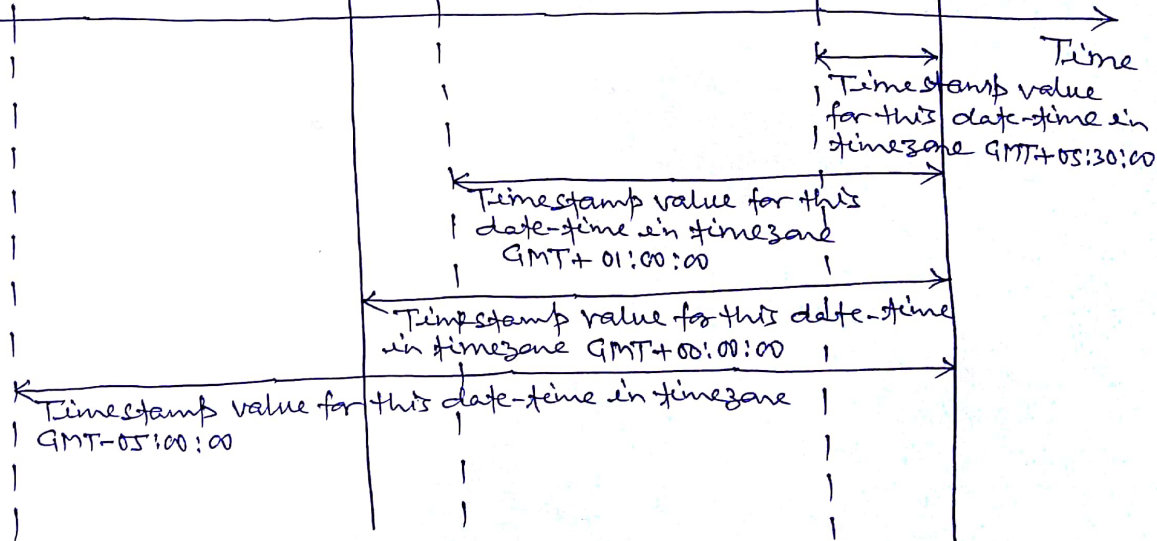 Time
Timestamp value
for this date-time in
timezone GMT+05:30:00
Timestamp value for this
date-time in timezone
GMT+01:00:00
Timestamp value for this date-time
in timezone GMT+00:00:00
Timestamp value for this date-time in timezone
GMT-05:00:00